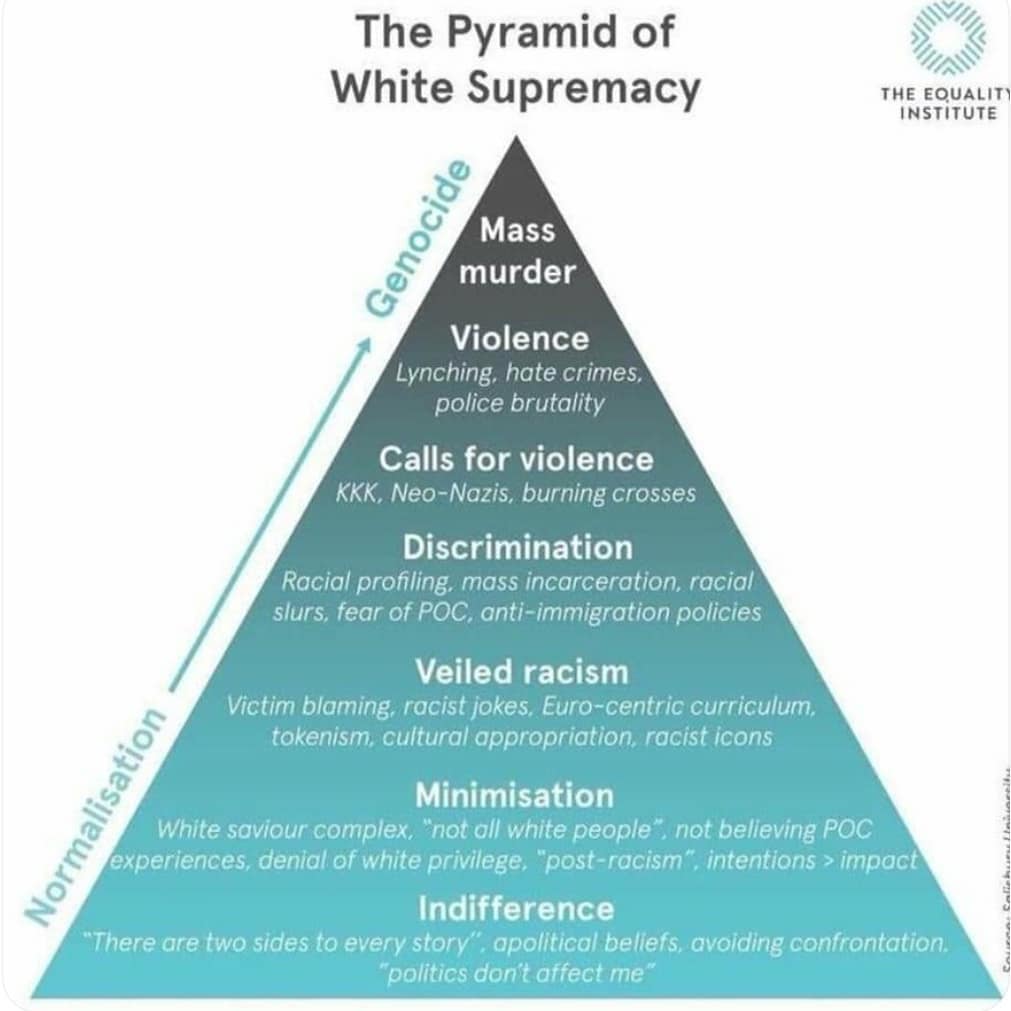 The Pyramid of
White Supremacy
THE EQUALITY
INSTITUTE
Genocide
Normalisation
Mass
murder
Violence
Lynching, hate crimes,
police brutality
Calls for violence
KKK, Neo-Nazis, burning crosses
Discrimination
Racial profiling, mass incarceration, racial
slurs, fear of POC, anti-immigration policies
Veiled racism
Victim blaming, racist jokes, Euro-centric curriculum,
tokenism, cultural appropriation, racist icons
Minimisation
White saviour complex, "not all white people", not believing POC
experiences, denial of white privilege, "post-racism", intentions > impact
Indifference
"There are two sides to every story", apolitical beliefs, avoiding confrontation,
"politics don't affect me"
Source: Salisbury University